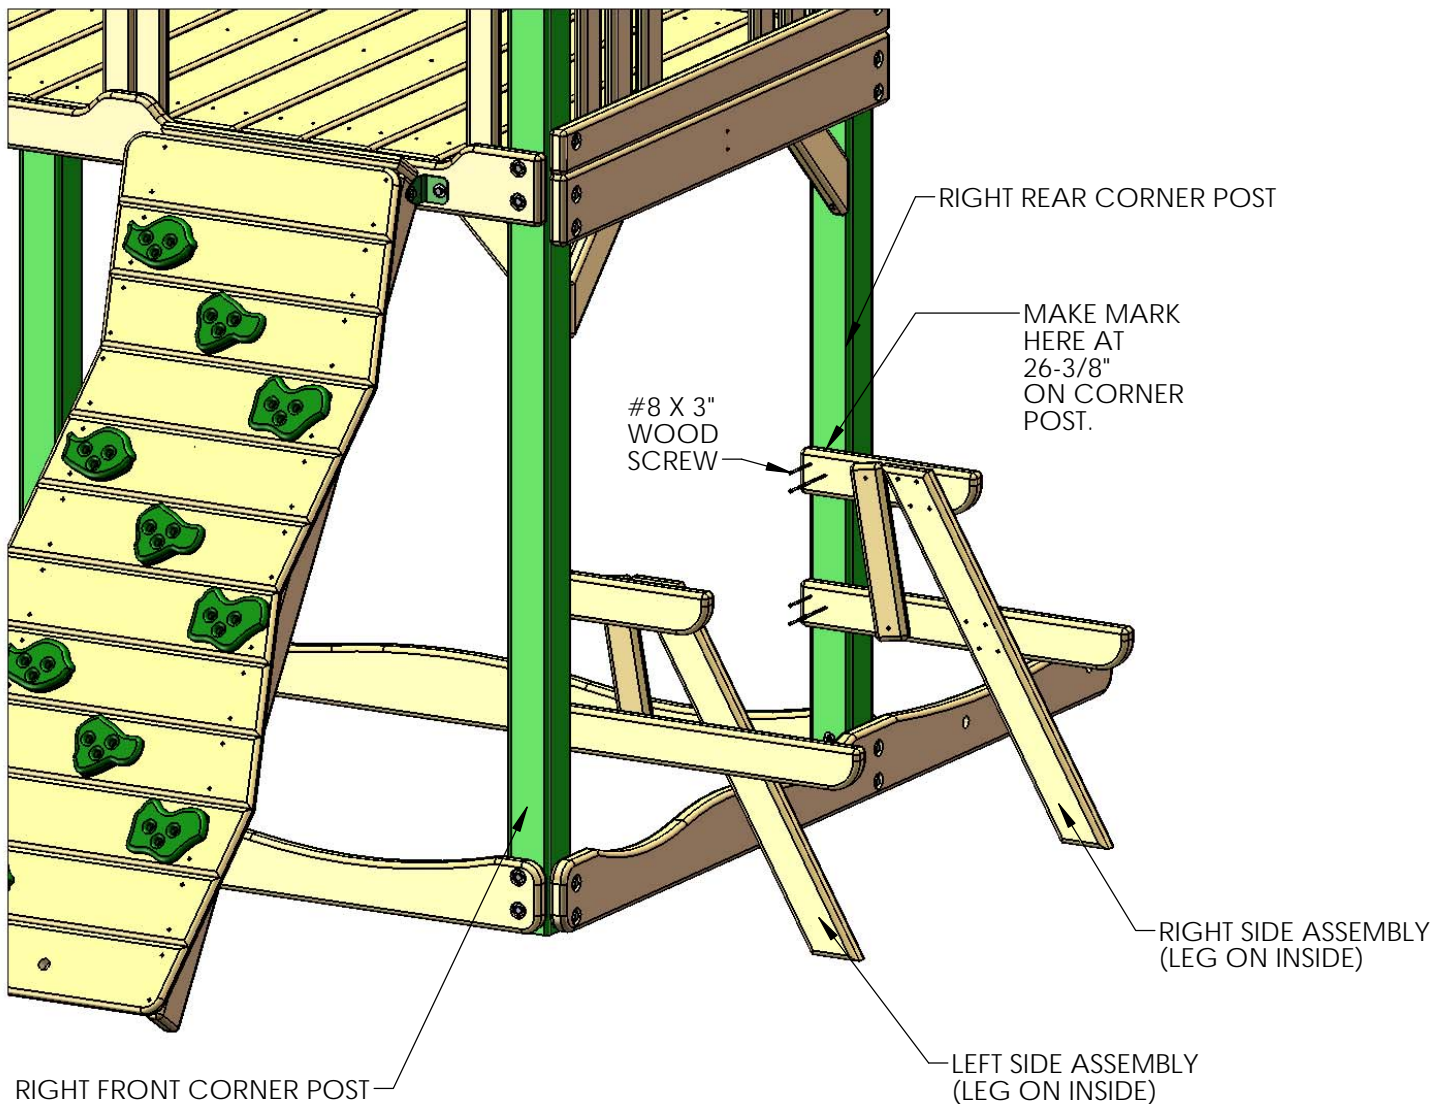 RIGHT REAR CORNER POST
MAKE MARK
HERE AT
26-3/8"
ON CORNER
POST.
#8 X 3"
WOOD
SCREW
RIGHT SIDE ASSEMBLY
(LEG ON INSIDE)
LEFT SIDE ASSEMBLY
(LEG ON INSIDE)
RIGHT FRONT CORNER POST